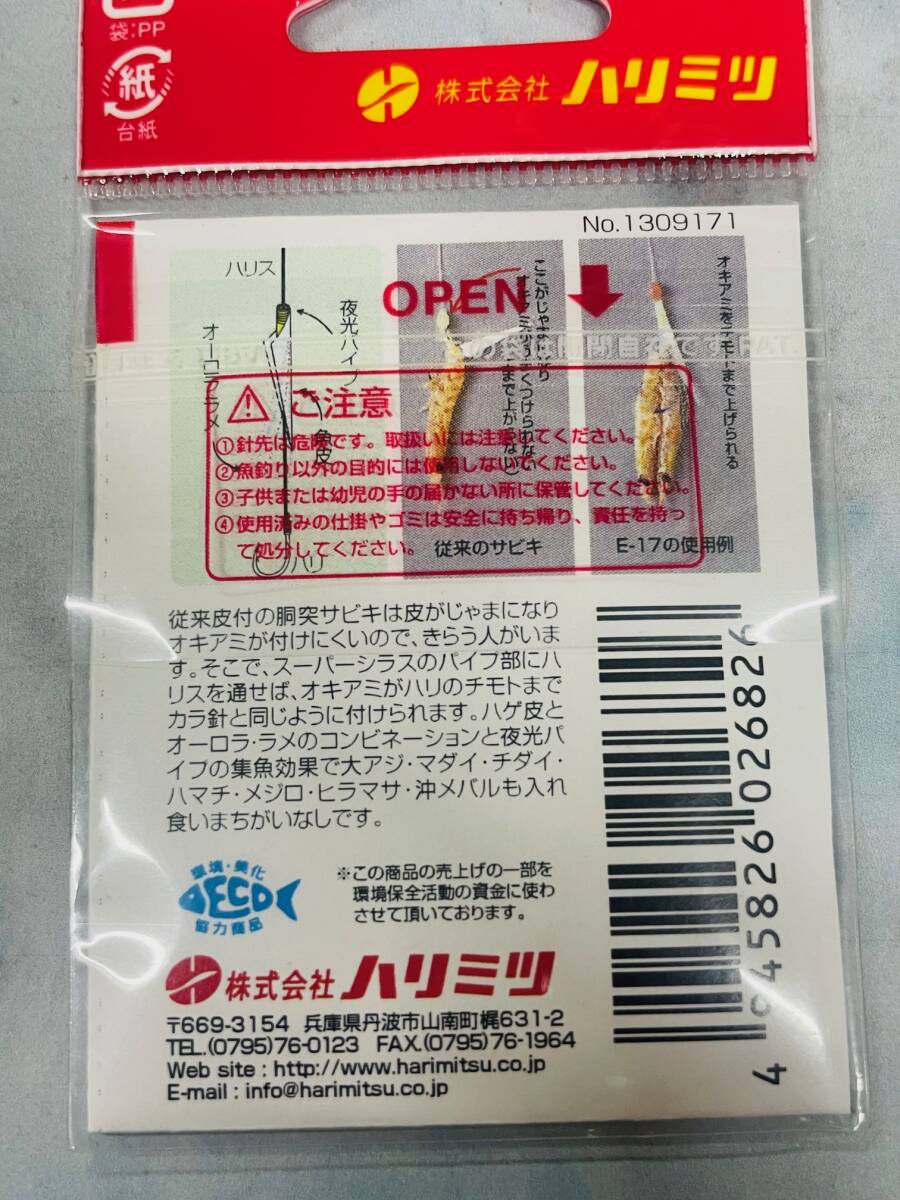 袋:PP
紙
台紙
株式会社 ハリミツ
No.1309171
ハリス
夜光パイプ
オーロラ・ラメ
魚皮
ハリ
OPEN
ここがじゃまになり
オキアミをチモトまで上げられる
従来のサビキ
E-17の使用例
ご注意
①針先は危険です。取扱いには注意してください。
②魚釣り以外の目的には使用しないでください。
③子供または幼児の手の届かない所に保管してください。
④使用済みの仕掛やゴミは安全に持ち帰り、責任を持っ
て処分してください。
従来皮付の胴突サビキは皮がじゃまになり
オキアミが付けにくいので、きらう人がいま
す。そこで、スーパーシラスのパイプ部にハ
リスを通せば、オキアミがハリのチモトまで
カラ針と同じように付けられます。ハゲ皮と
オーロラ・ラメのコンビネーションと夜光パ
イプの集魚効果で大アジ・マダイ・チダイ・
ハマチ・メジロ・ヒラマサ・沖メバルも入れ
食いまちがいなしです。
環境・美化
ECO
協力商品
※この商品の売上げの一部を
環境保全活動の資金に使わ
させて頂いております。
株式会社 ハリミツ
〒669-3154 兵庫県丹波市山南町梶631-2
TEL.(0795)76-0123 FAX.(0795)76-1964
Web site : http://www.harimitsu.co.jp
E-mail : info@harimitsu.co.jp
4 945826 026826